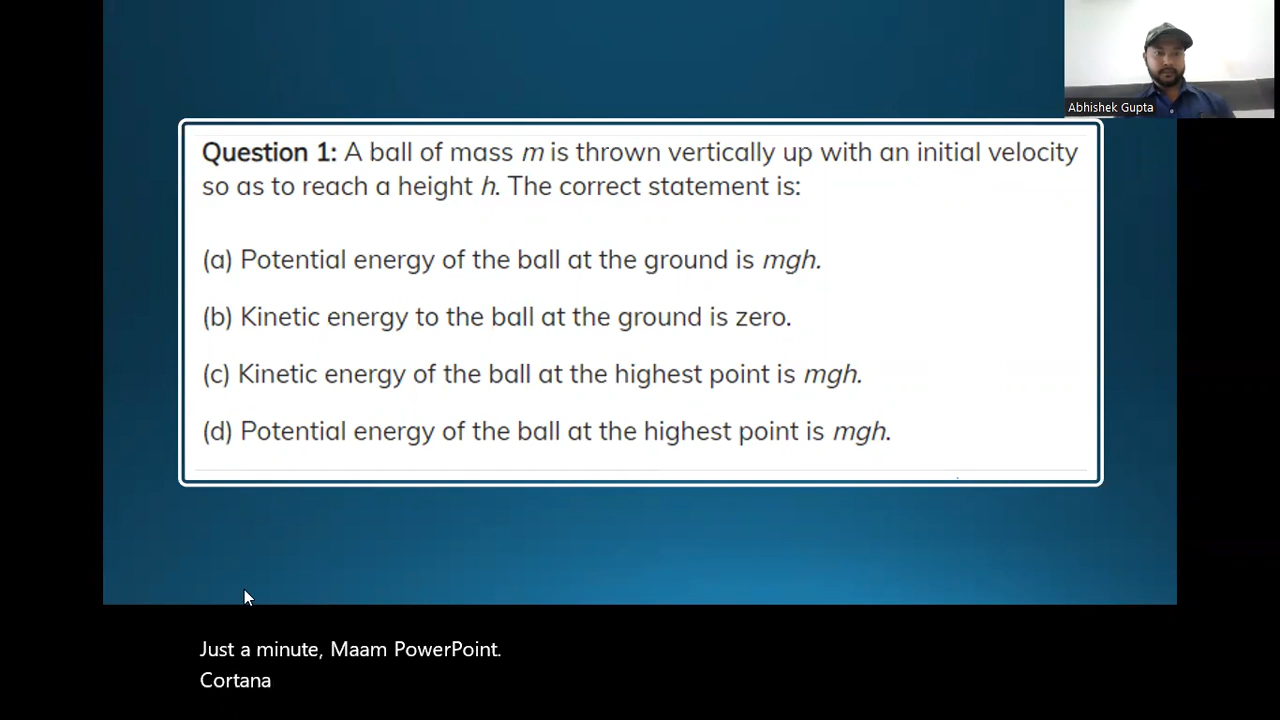 Abhishek Gupta
Question 1: A ball of mass m is thrown vertically up with an initial velocity
so as to reach a height h. The correct statement is:
(a) Potential energy of the ball at the ground is mgh.
(b) Kinetic energy to the ball at the ground is zero.
(c) Kinetic energy of the ball at the highest point is mgh.
(d) Potential energy of the ball at the highest point is mgh.
Just a minute, Maam PowerPoint.
Cortana